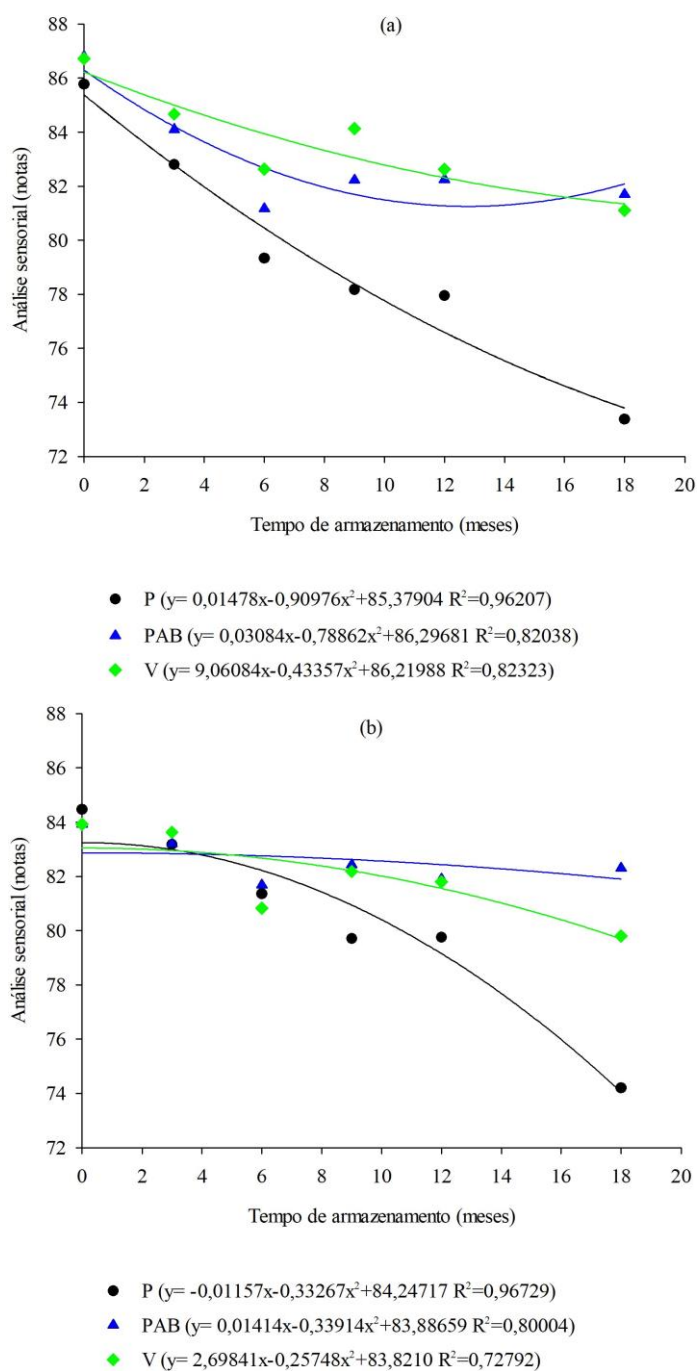 (a)
88
86
84
82
80
78
76
74
72
Análise sensorial (notas)
0 2 4 6 8 10 12 14 16 18 20
Tempo de armazenamento (meses)
P (y= 0,01478x-0,90976x²+85,37904 R²=0,96207)
PAB (y= 0,03084x-0,78862x²+86,29681 R²=0,82038)
V (y= 9,06084x-0,43357x²+86,21988 R²=0,82323)
(b)
88
86
84
82
80
78
76
74
72
Análise sensorial (notas)
0 2 4 6 8 10 12 14 16 18 20
Tempo de armazenamento (meses)
P (y= -0,01157x-0,33267x²+84,24717 R²=0,96729)
PAB (y= 0,01414x-0,33914x²+83,88659 R²=0,80004)
V (y= 2,69841x-0,25748x²+83,8210 R²=0,72792)